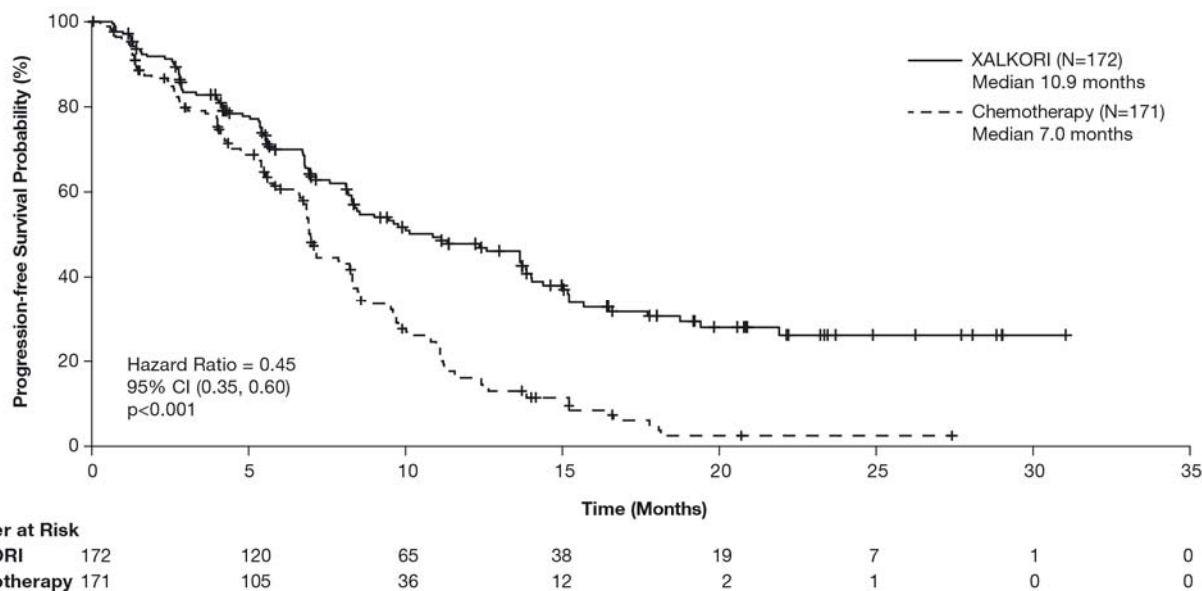 100
80
60
40
20
0
Progression-free Survival Probability (%)
XALKORI (N=172)
Median 10.9 months
Chemotherapy (N=171)
Median 7.0 months
Hazard Ratio = 0.45
95% CI (0.35, 0.60)
p<0.001
0 5 10 15 20 25 30 35
Time (Months)
er at Risk
ORI 172 120 65 38 19 7 1 0
otherapy 171 105 36 12 2 1 0 0